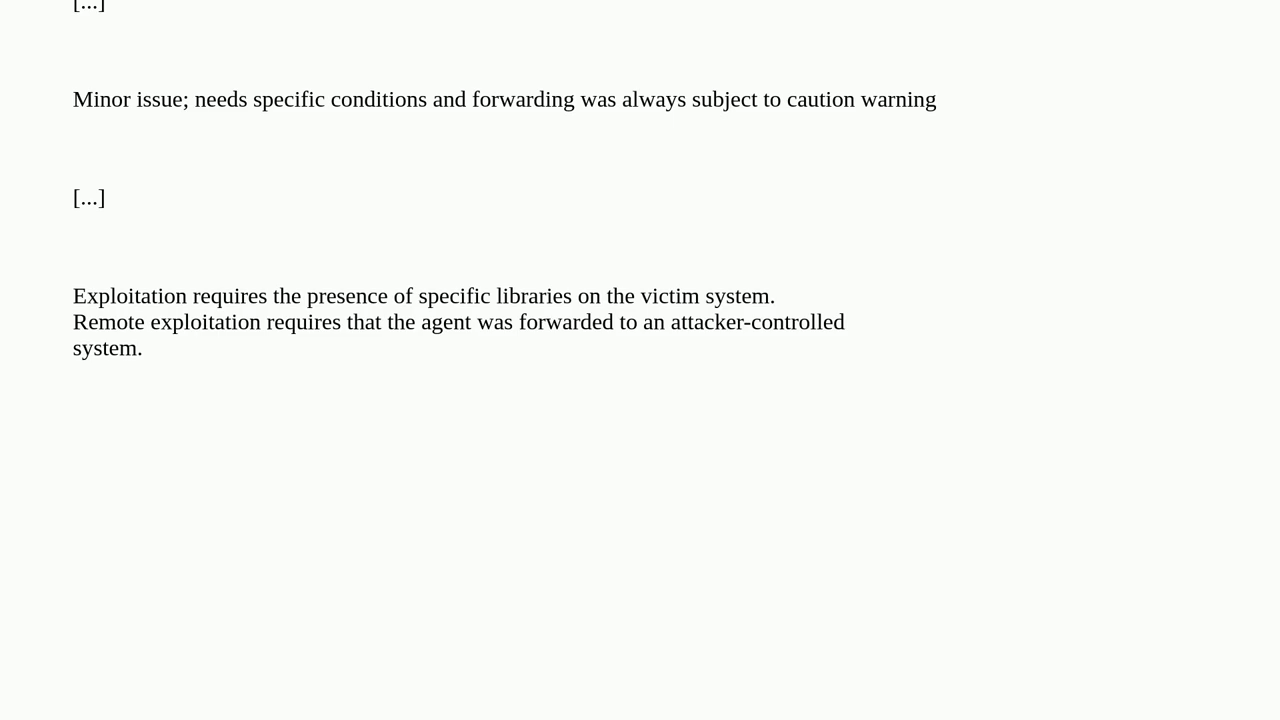 [...]
Minor issue; needs specific conditions and forwarding was always subject to caution warning
[...]
Exploitation requires the presence of specific libraries on the victim system.
Remote exploitation requires that the agent was forwarded to an attacker-controlled
system.